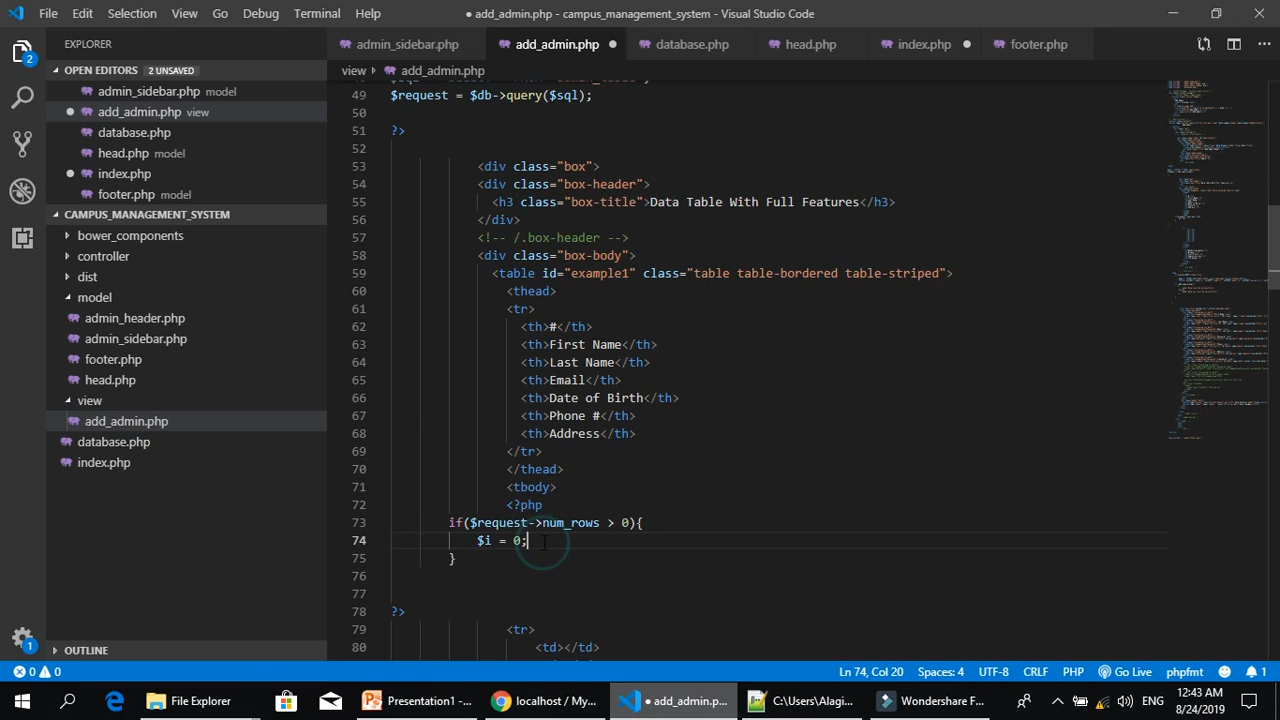 File Edit Selection View Go Debug Terminal Help
● add_admin.php - campus_management_system - Visual Studio Code
EXPLORER
admin_sidebar.php
add_admin.php
database.php
head.php
index.php
footer.php
OPEN EDITORS 2 UNSAVED
view > add_admin.php
admin_sidebar.php model
add_admin.php view
database.php
head.php model
index.php
footer.php model
CAMPUS_MANAGEMENT_SYSTEM
bower_components
controller
dist
model
admin_header.php
admin_sidebar.php
footer.php
head.php
view
add_admin.php
database.php
index.php
OUTLINE
49 $request = $db->query($sql);
50
51 ?>
52
53 <div class="box">
54 <div class="box-header">
55 <h3 class="box-title">Data Table With Full Features</h3>
56 </div>
57 <!-- /.box-header -->
58 <div class="box-body">
59 <table id="example1" class="table table-bordered table-striped">
60 <thead>
61 <tr>
62 <th>#</th>
63 <th>First Name</th>
64 <th>Last Name</th>
65 <th>Email</th>
66 <th>Date of Birth</th>
67 <th>Phone #</th>
68 <th>Address</th>
69 </tr>
70 </thead>
71 <tbody>
72 <?php
73 if($request->num_rows > 0){
74 $i = 0;
75 }
76
77
78 ?>
79 <tr>
80 <td></td>
2
1
0 0
Ln 74, Col 20 Spaces: 4 UTF-8 CRLF PHP Go Live phpfmt 1
File Explorer
Presentation1 - ...
localhost / My...
● add_admin.p...
C:\Users\Alagi...
Wondershare F...
ENG
12:43 AM
8/24/2019